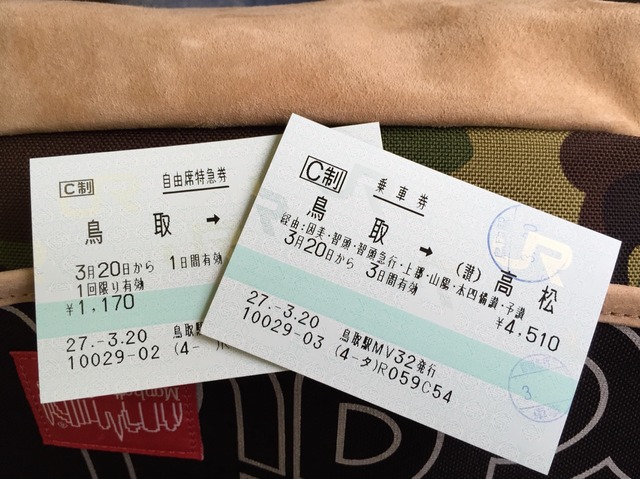 C制
自由席特急券
鳥取 →
3月20日から 1日間有効
1回限り有効
¥1,170
27.-3.20 鳥取駅
10029-02 (4-
C制
乗車券
鳥取 → (讃) 高松
経由:因美・智頭・智頭急行・上郡・山陽・本四備讃・予讃
3月20日から 3日間有効
¥4,510
27.-3.20 鳥取駅MV32発行
10029-03 (4-タ)R059C54
JR
3
Manhatt